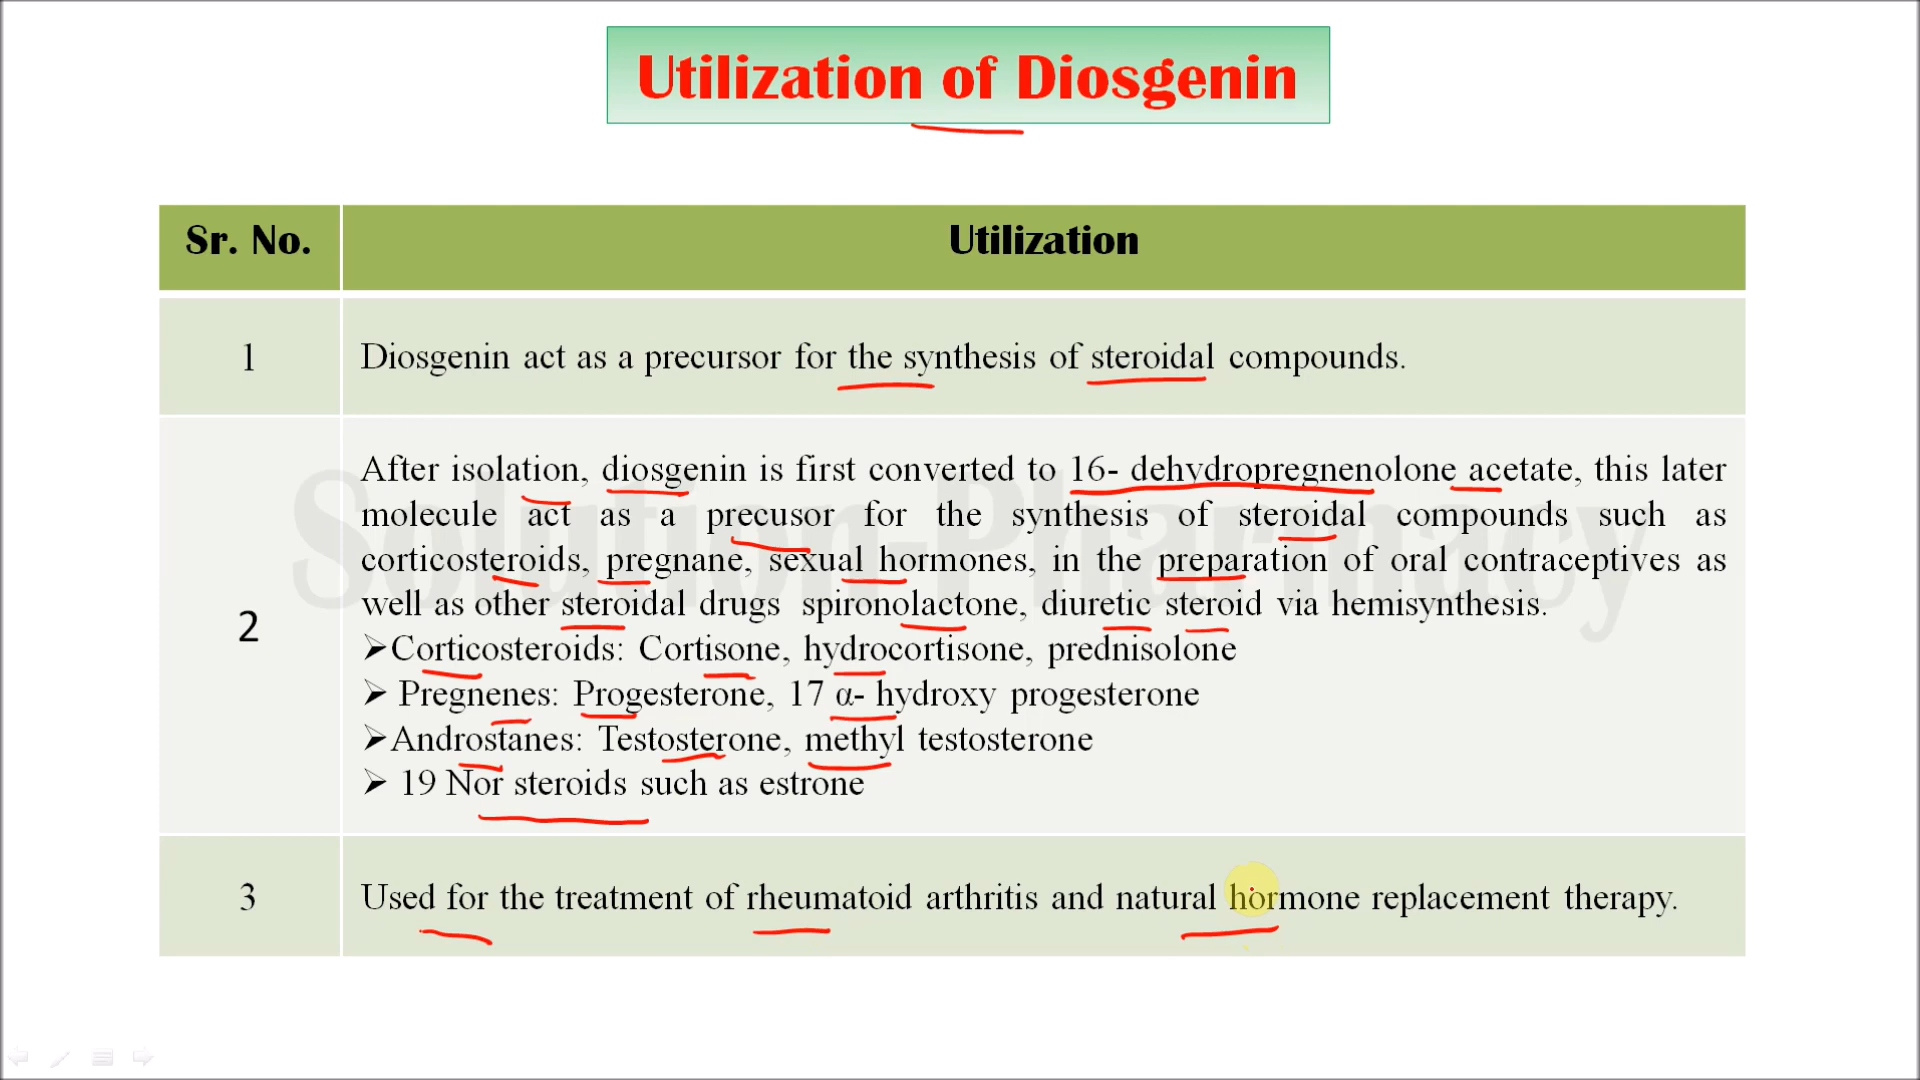 Utilization of Diosgenin
Sr. No.
Utilization
1
Diosgenin act as a precursor for the synthesis of steroidal compounds.
2
After isolation, diosgenin is first converted to 16- dehydropregnenolone acetate, this later
molecule act as a precusor for the synthesis of steroidal compounds such as
corticosteroids, pregnane, sexual hormones, in the preparation of oral contraceptives as
well as other steroidal drugs spironolactone, diuretic steroid via hemisynthesis.
➢Corticosteroids: Cortisone, hydrocortisone, prednisolone
➢ Pregnenes: Progesterone, 17 α- hydroxy progesterone
➢Androstanes: Testosterone, methyl testosterone
➢ 19 Nor steroids such as estrone
3
Used for the treatment of rheumatoid arthritis and natural hormone replacement therapy.
Solution-Pharmacy